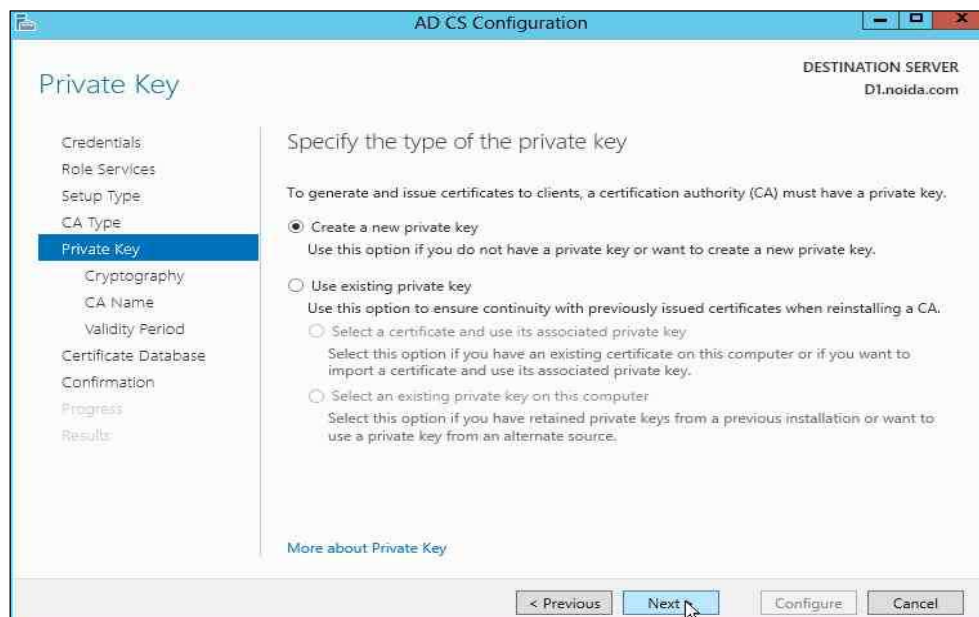 AD CS Configuration
X
Private Key
DESTINATION SERVER
D1.noida.com
Credentials
Role Services
Setup Type
CA Type
Private Key
Cryptography
CA Name
Validity Period
Certificate Database
Confirmation
Progress
Results
Specify the type of the private key
To generate and issue certificates to clients, a certification authority (CA) must have a private key.
Create a new private key
Use this option if you do not have a private key or want to create a new private key.
Use existing private key
Use this option to ensure continuity with previously issued certificates when reinstalling a CA.
Select a certificate and use its associated private key
Select this option if you have an existing certificate on this computer or if you want to
import a certificate and use its associated private key.
Select an existing private key on this computer
Select this option if you have retained private keys from a previous installation or want to
use a private key from an alternate source.
More about Private Key
< Previous
Next >
Configure
Cancel